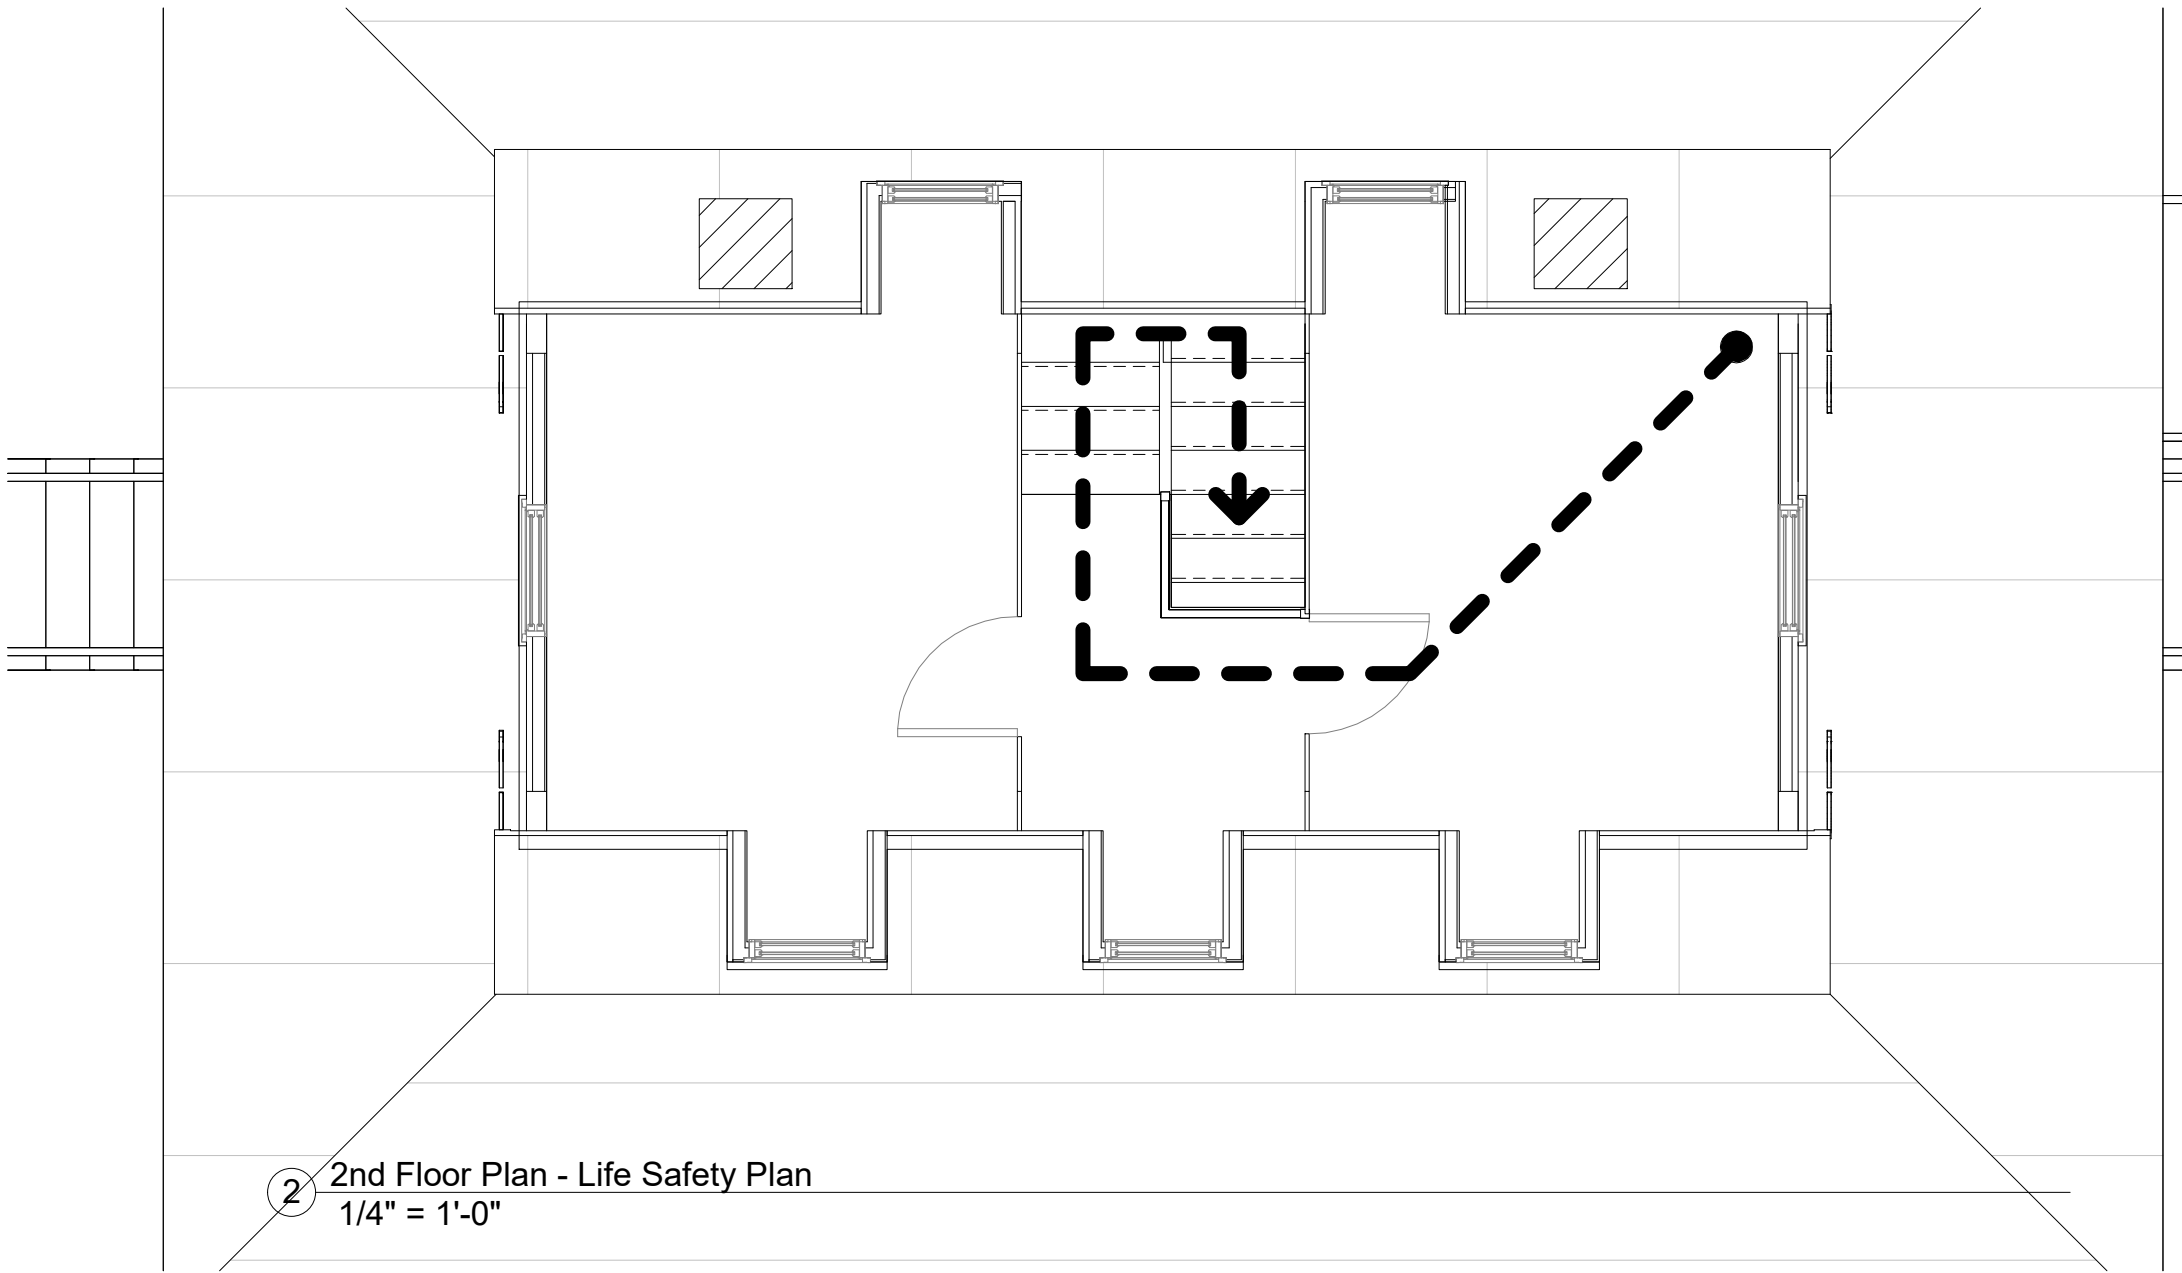 2
2nd Floor Plan - Life Safety Plan
1/4" = 1'-0"